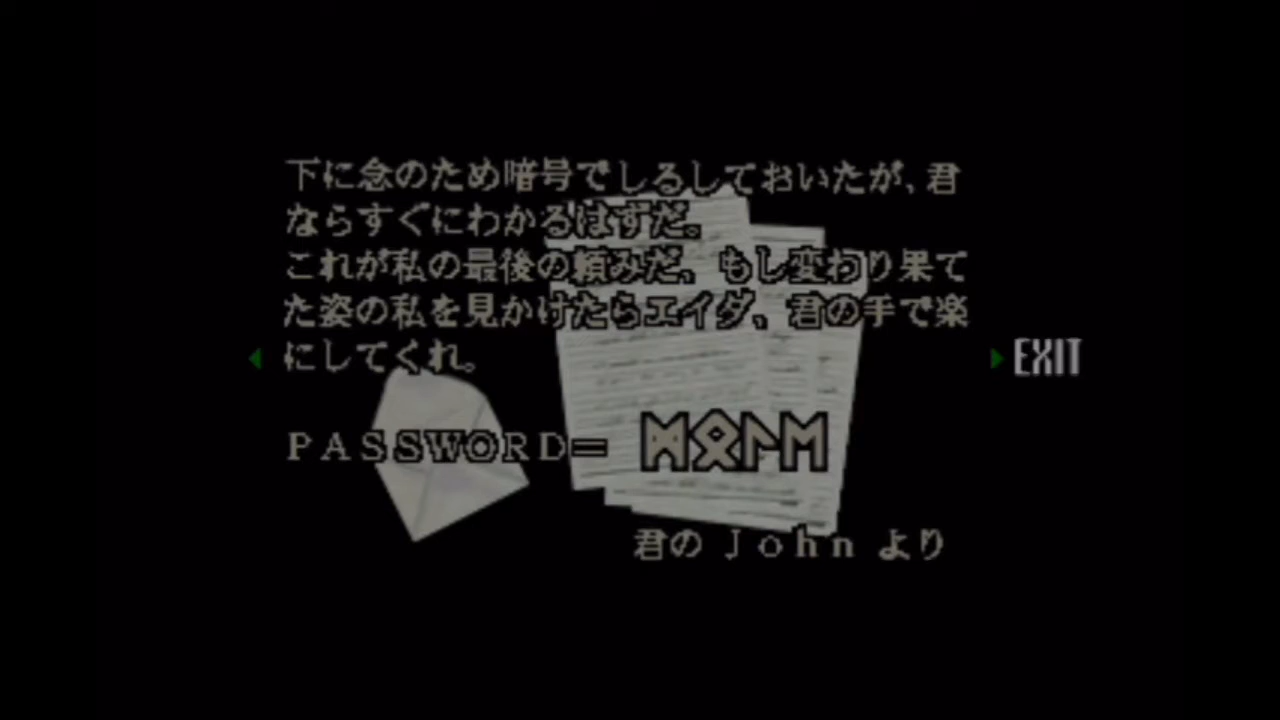 下に念のため暗号でしるしておいたが、君
ならすぐにわかるはずだ。
これが私の最後の頼みだ、もし変わり果て
た姿の私を見かけたらエイダ、君の手で楽
にしてくれ。
EXIT
PASSWORD= ᛞᛟᛚᛖ
君の John より